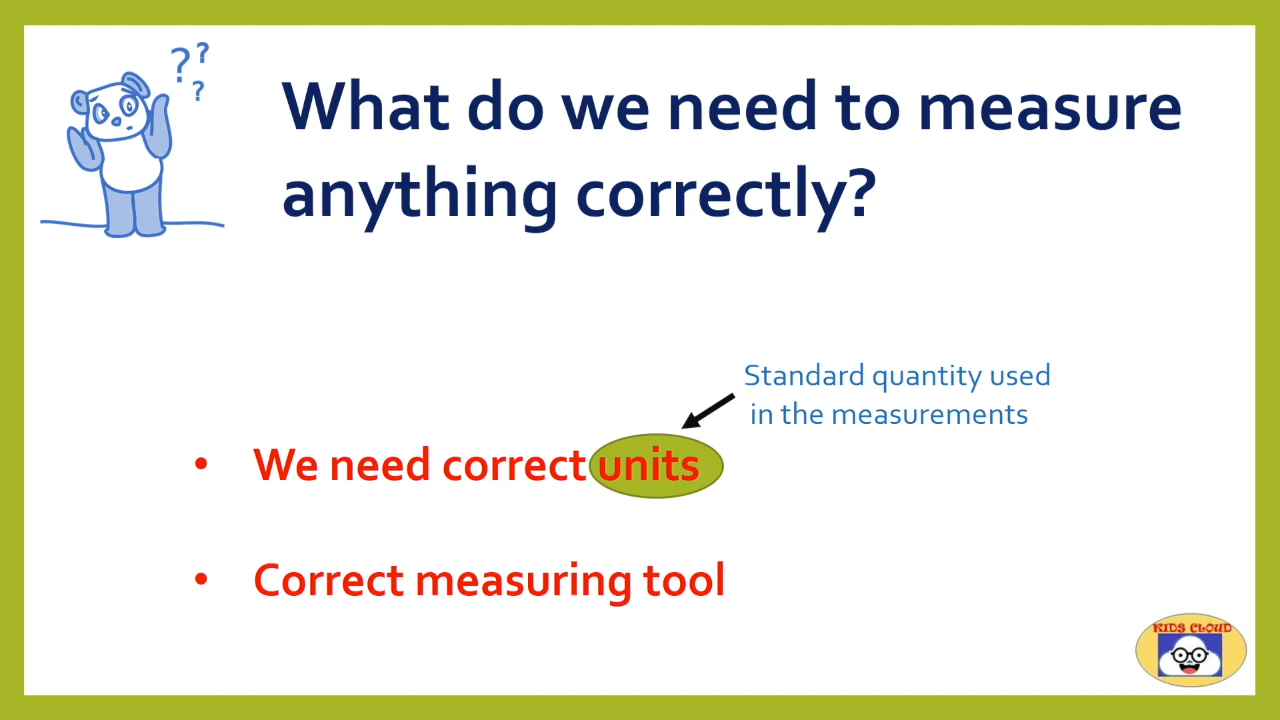 ? ? ?
What do we need to measure
anything correctly?
Standard quantity used
in the measurements
• We need correct units
• Correct measuring tool
KIDS CLOUD